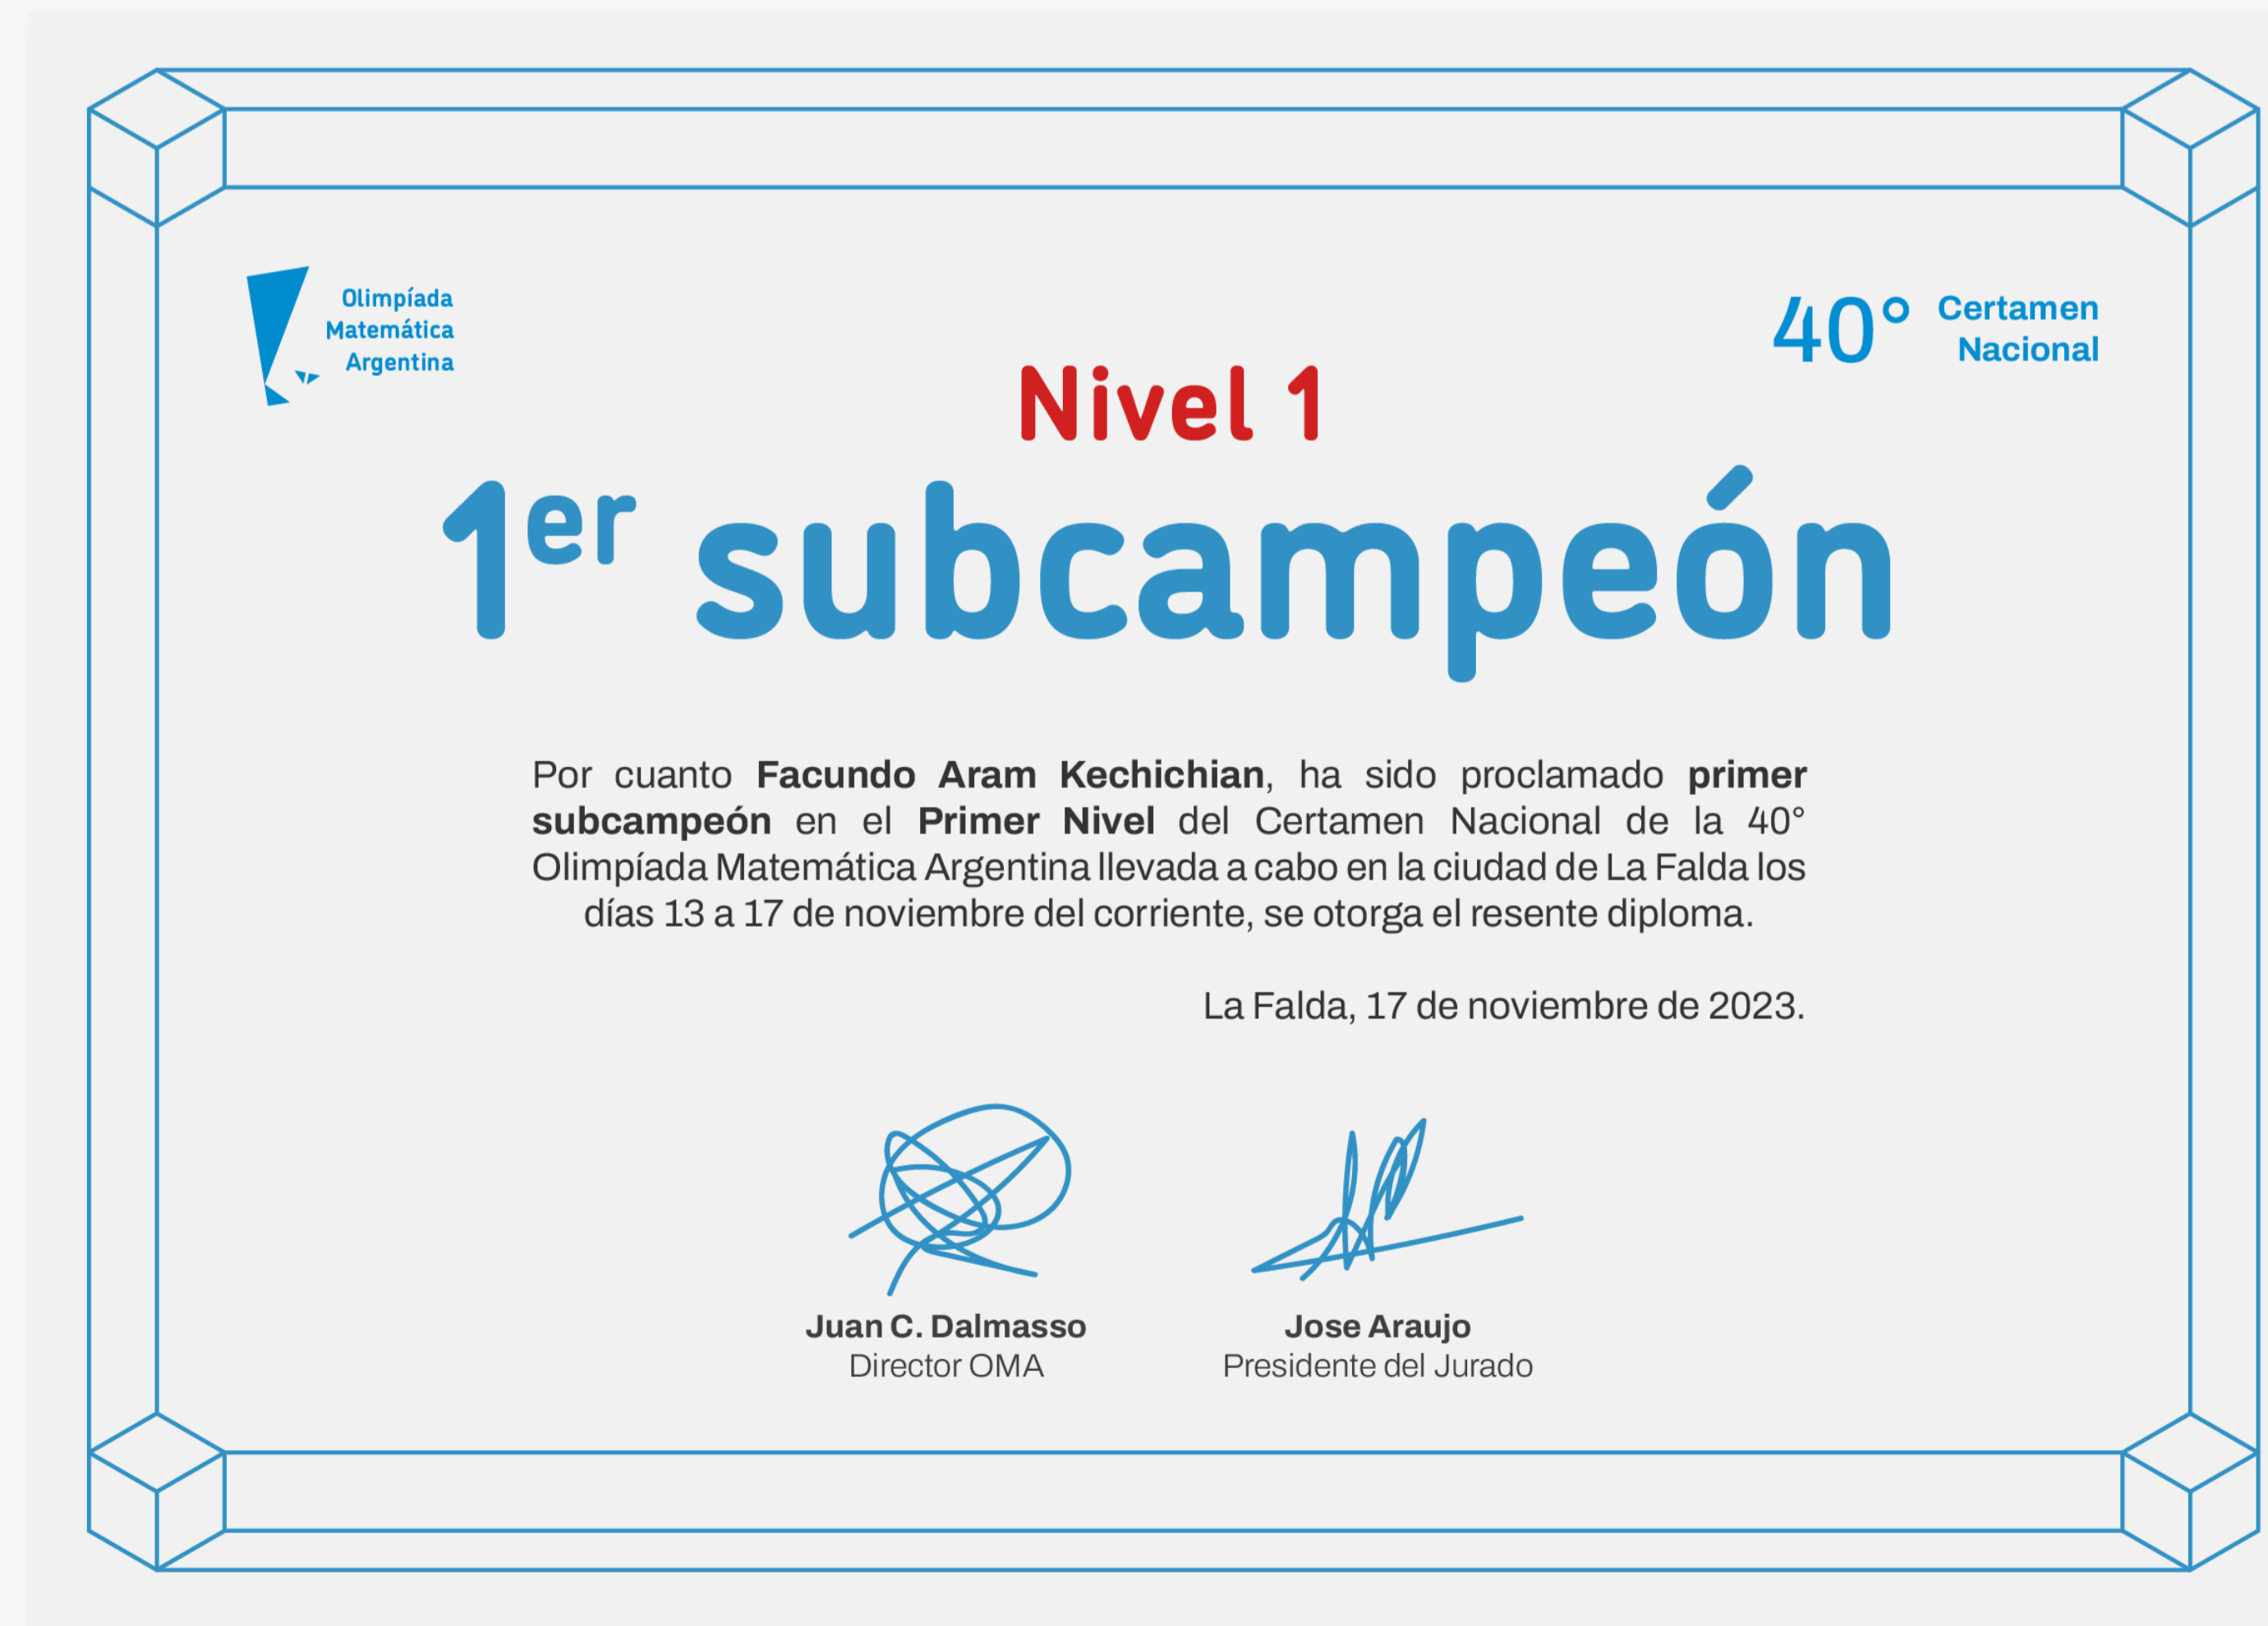 Olimpíada
Matemática
Argentina
40° Certamen
Nacional
Nivel 1
1er subcampeón
Por cuanto Facundo Aram Kechichian, ha sido proclamado primer
subcampeón en el Primer Nivel del Certamen Nacional de la 40°
Olimpíada Matemática Argentina llevada a cabo en la ciudad de La Falda los
días 13 a 17 de noviembre del corriente, se otorga el resente diploma.
La Falda, 17 de noviembre de 2023.
Juan C. Dalmasso
Director OMA
Jose Araujo
Presidente del Jurado